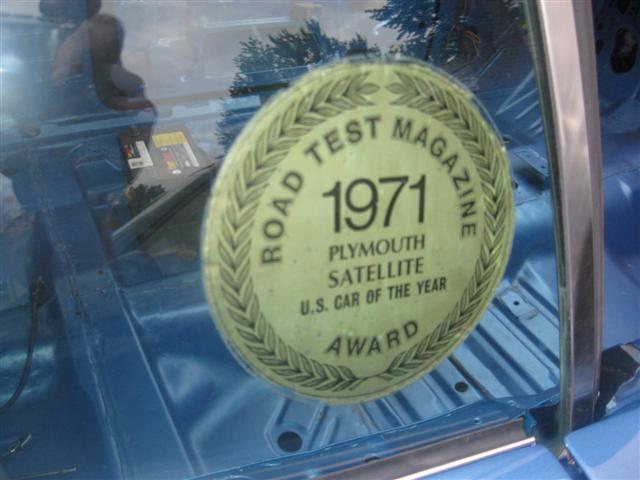 ROAD TEST MAGAZINE
1971
PLYMOUTH
SATELLITE
U.S. CAR OF THE YEAR
AWARD